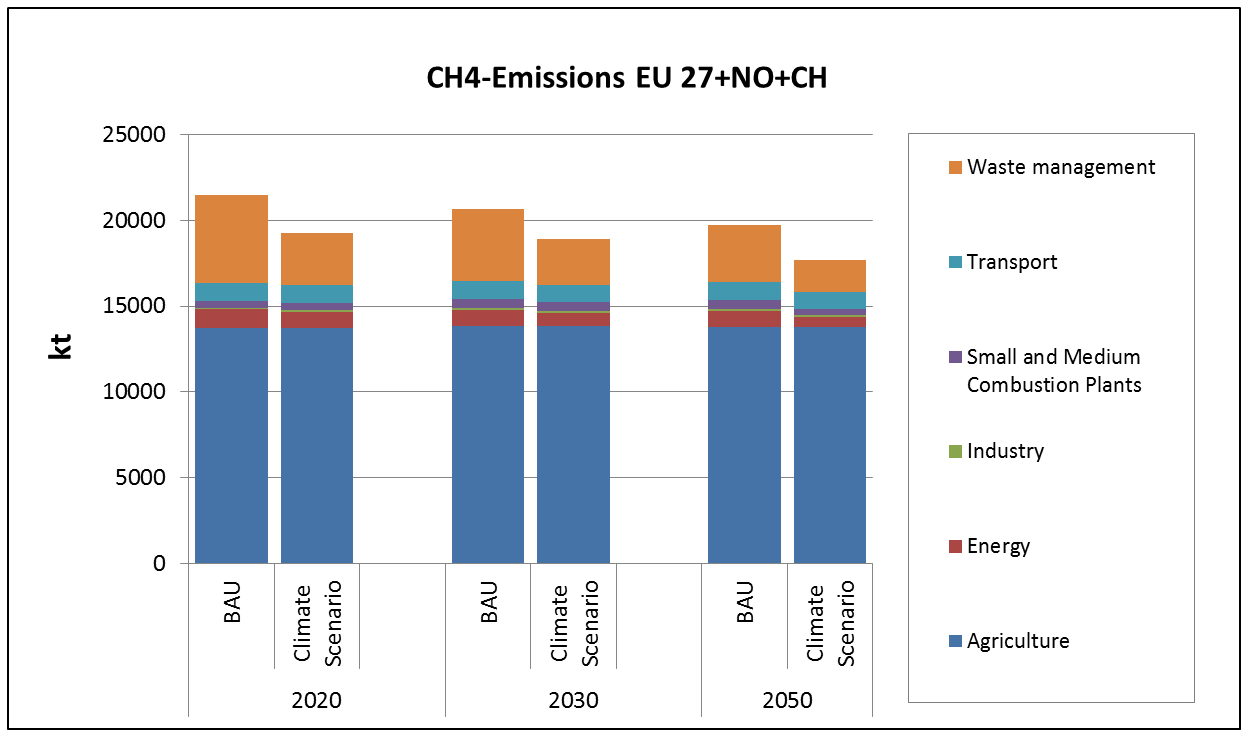 CH4-Emissions EU 27+NO+CH
25000
20000
15000
10000
5000
0
kt
BAU
Climate
Scenario
BAU
Climate
Scenario
BAU
Climate
Scenario
2020
2030
2050
Waste management
Transport
Small and Medium
Combustion Plants
Industry
Energy
Agriculture